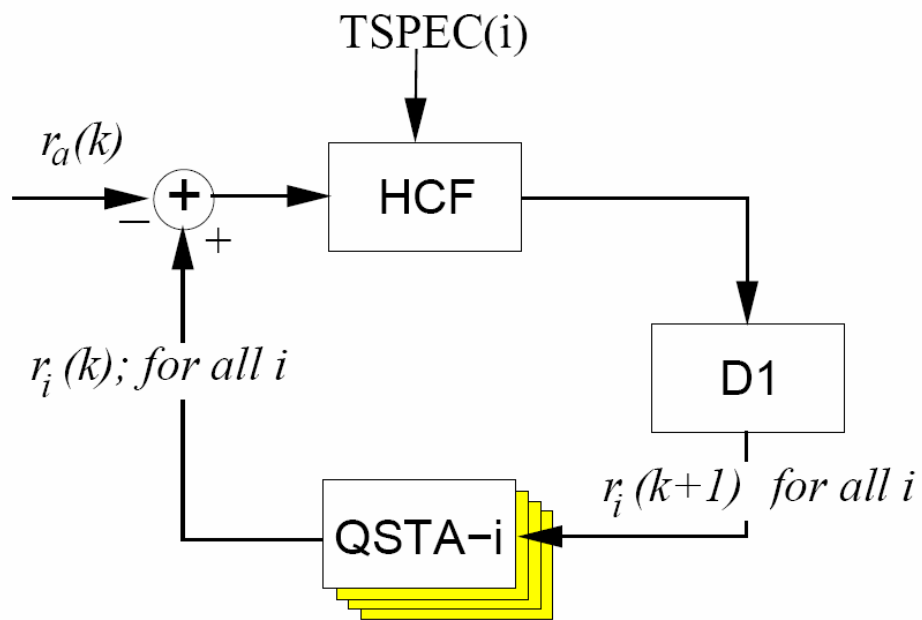 TSPEC(i)
r_a(k)
+
HCF
−
+
r_i(k); for all i
D1
r_i(k+1) for all i
QSTA−i